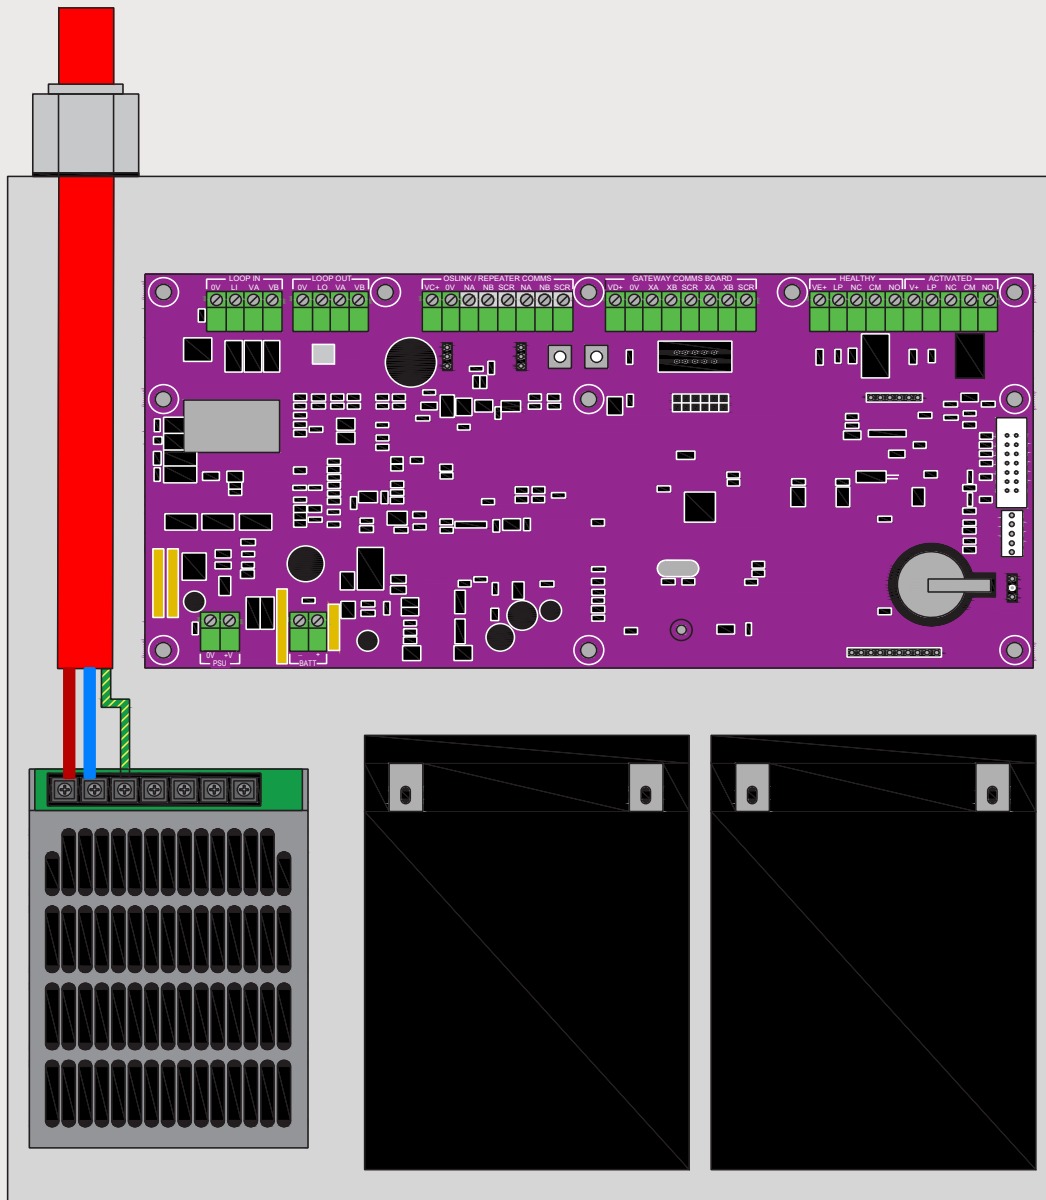 LOOP IN LOOP OUT OSLINK / REPEATER COMMS GATEWAY COMMS BOARD HEALTHY ACTIVATED
0V LI VA VB 0V LO VA VB VC+ 0V NA NB SCR NA NB SCR VD+ 0V XA XB SCR XA XB SCR VE+ LP NC CM NO V+ LP NC CM NO
0V +V − +
PSU BATT